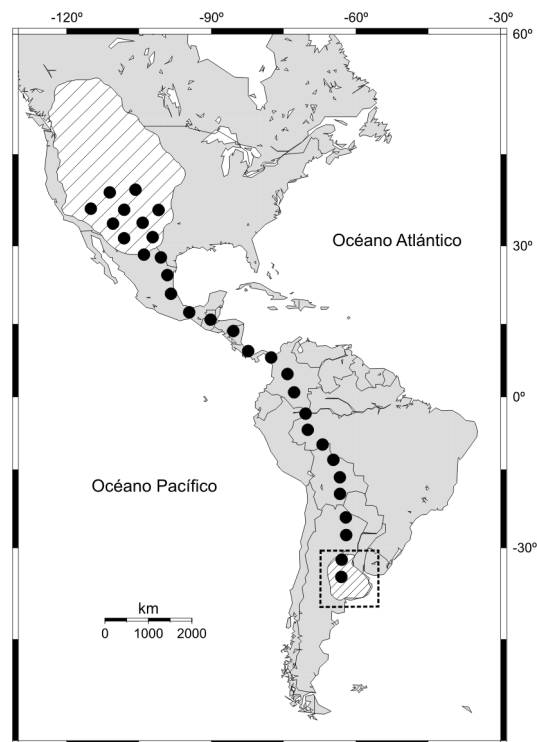 -120º -90º -60º -30º
60º
Océano Atlántico
30º
0º
Océano Pacífico
-30º
km
0 1000 2000